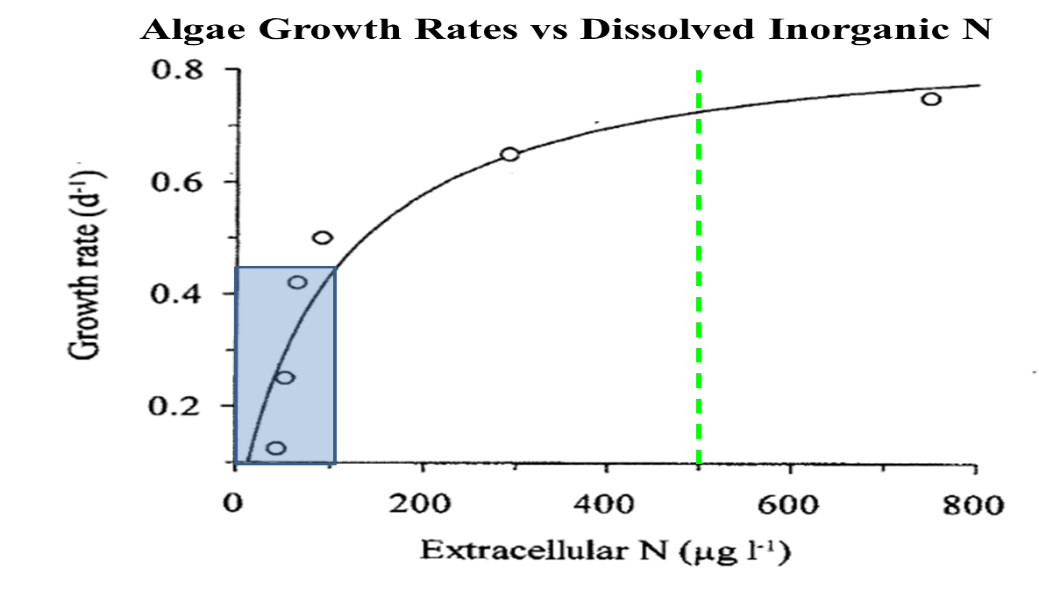 Algae Growth Rates vs Dissolved Inorganic N
0.8
0.6
0.4
0.2
Growth rate (d⁻¹)
0 200 400 600 800
Extracellular N (μg l⁻¹)